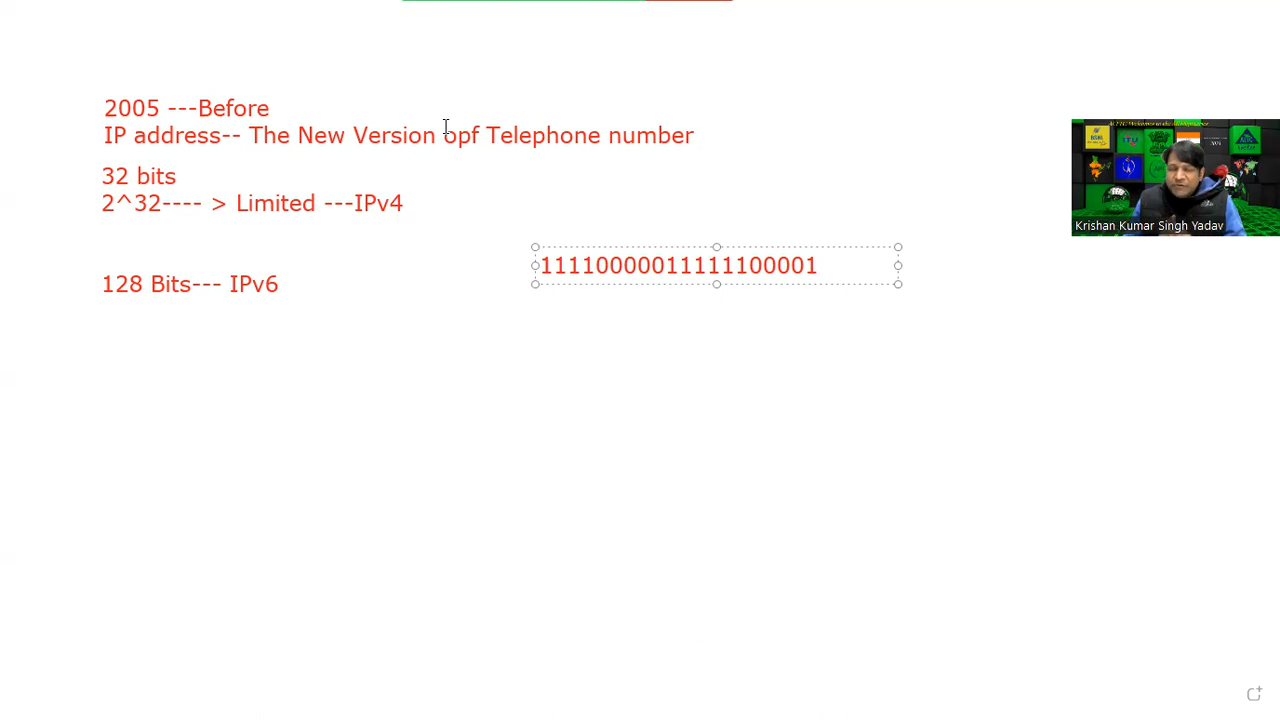 2005 ---Before
IP address-- The New Version opf Telephone number
32 bits
2^32---- > Limited ---IPv4
11110000011111100001
128 Bits--- IPv6
Krishan Kumar Singh Yadav